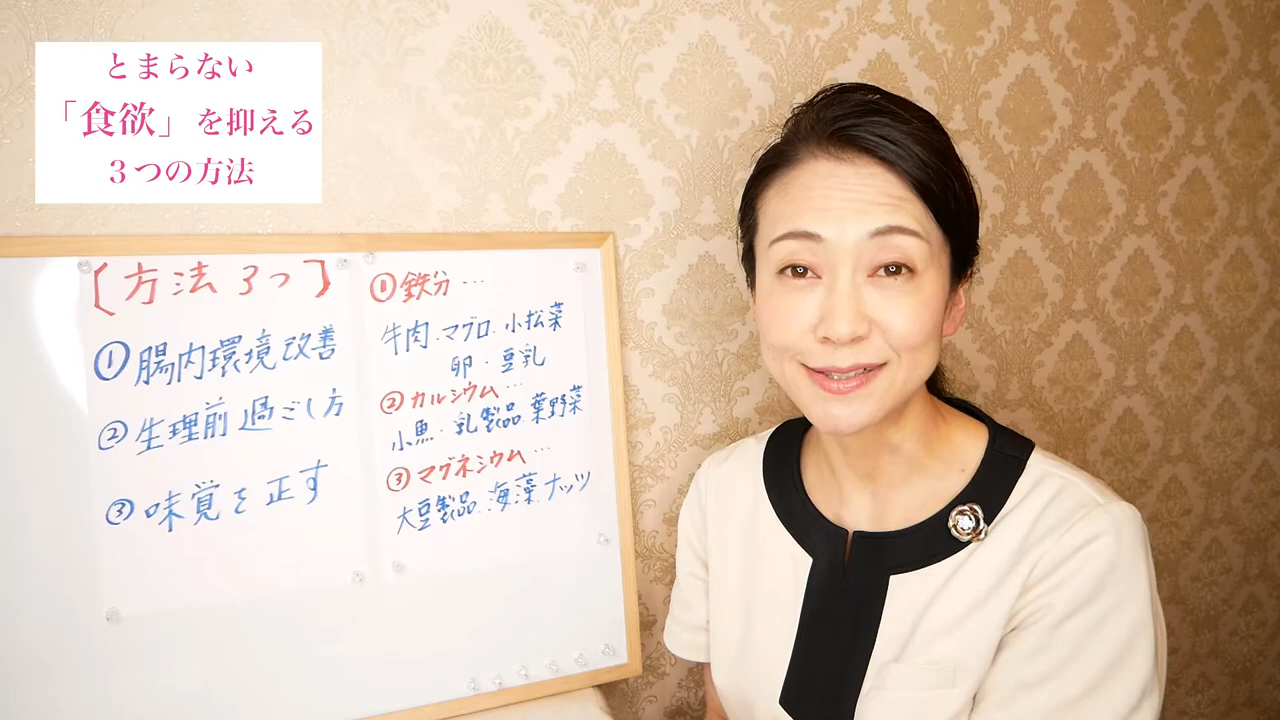 とまらない
「食欲」を抑える
３つの方法
[方法3つ]
①腸内環境改善
②生理前過ごし方
③味覚を正す
①鉄分…
牛肉・マグロ・小松菜
卵・豆乳
②カルシウム…
小魚・乳製品・葉野菜
③マグネシウム…
大豆製品・海藻・ナッツ